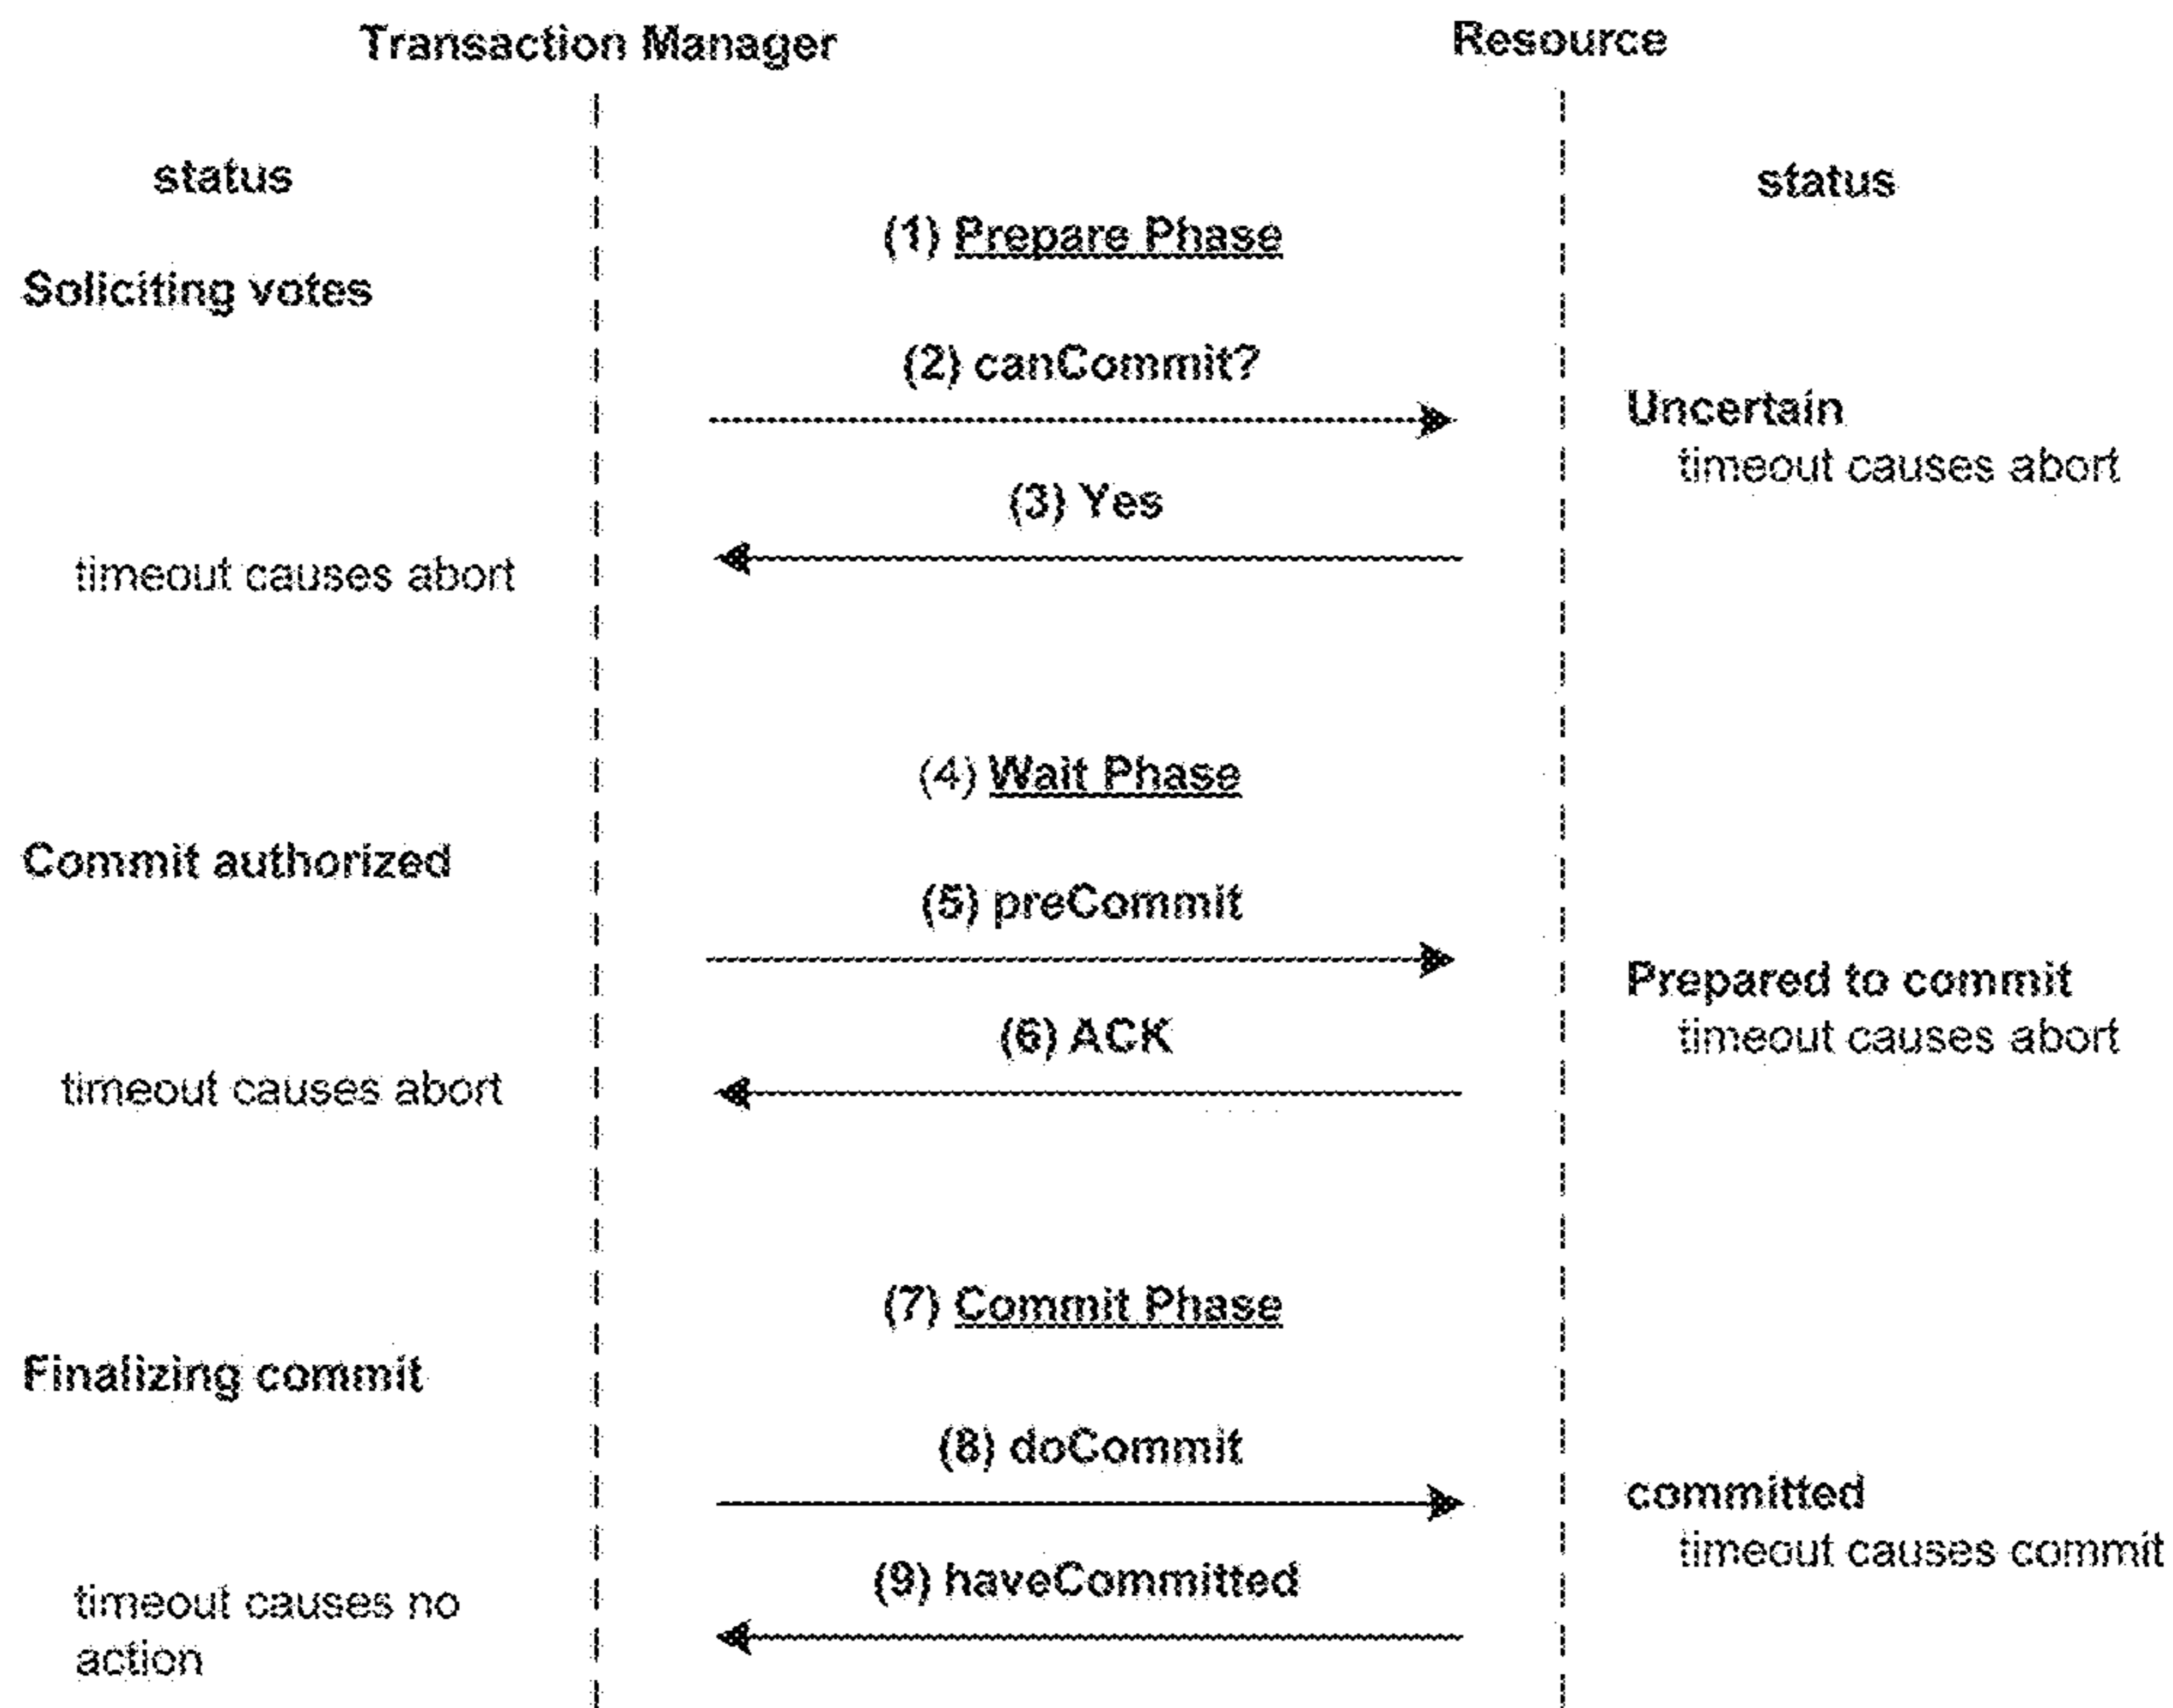 Transaction Manager
Resource
status
status
(1) Prepare Phase
Soliciting votes
(2) canCommit?
Uncertain
timeout causes abort
(3) Yes
timeout causes abort
(4) Wait Phase
Commit authorized
(5) preCommit
Prepared to commit
timeout causes abort
(6) ACK
timeout causes abort
(7) Commit Phase
Finalizing commit
(8) doCommit
committed
timeout causes commit
(9) haveCommitted
timeout causes no
action